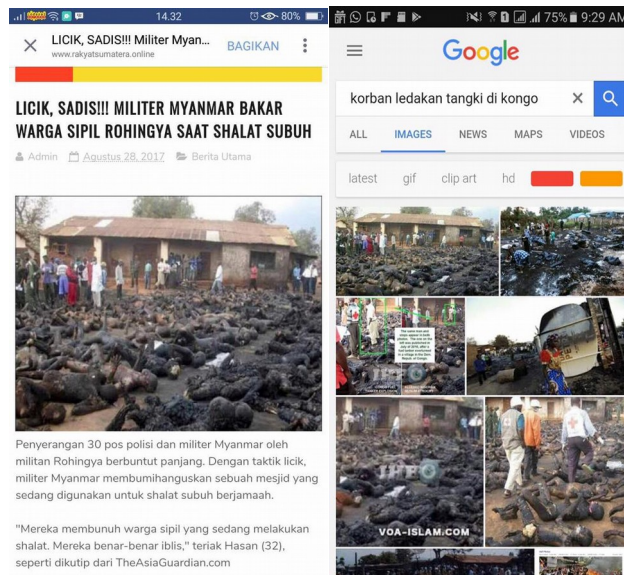 14.32
80%
LICIK, SADIS!!! Militer Myan...
www.rakyatsumatera.online
BAGIKAN
LICIK, SADIS!!! MILITER MYANMAR BAKAR
WARGA SIPIL ROHINGYA SAAT SHALAT SUBUH
Admin Agustus 28, 2017 Berita Utama
Penyerangan 30 pos polisi dan militer Myanmar oleh
militan Rohingya berbuntut panjang. Dengan taktik licik,
militer Myanmar membumihanguskan sebuah mesjid yang
sedang digunakan untuk shalat subuh berjamaah.
"Mereka membunuh warga sipil yang sedang melakukan
shalat. Mereka benar-benar iblis," teriak Hasan (32),
seperti dikutip dari TheAsiaGuardian.com
75% 9:29 AM
Google
korban ledakan tangki di kongo
ALL IMAGES NEWS MAPS VIDEOS
latest gif clip art hd
VOA-ISLAM.COM